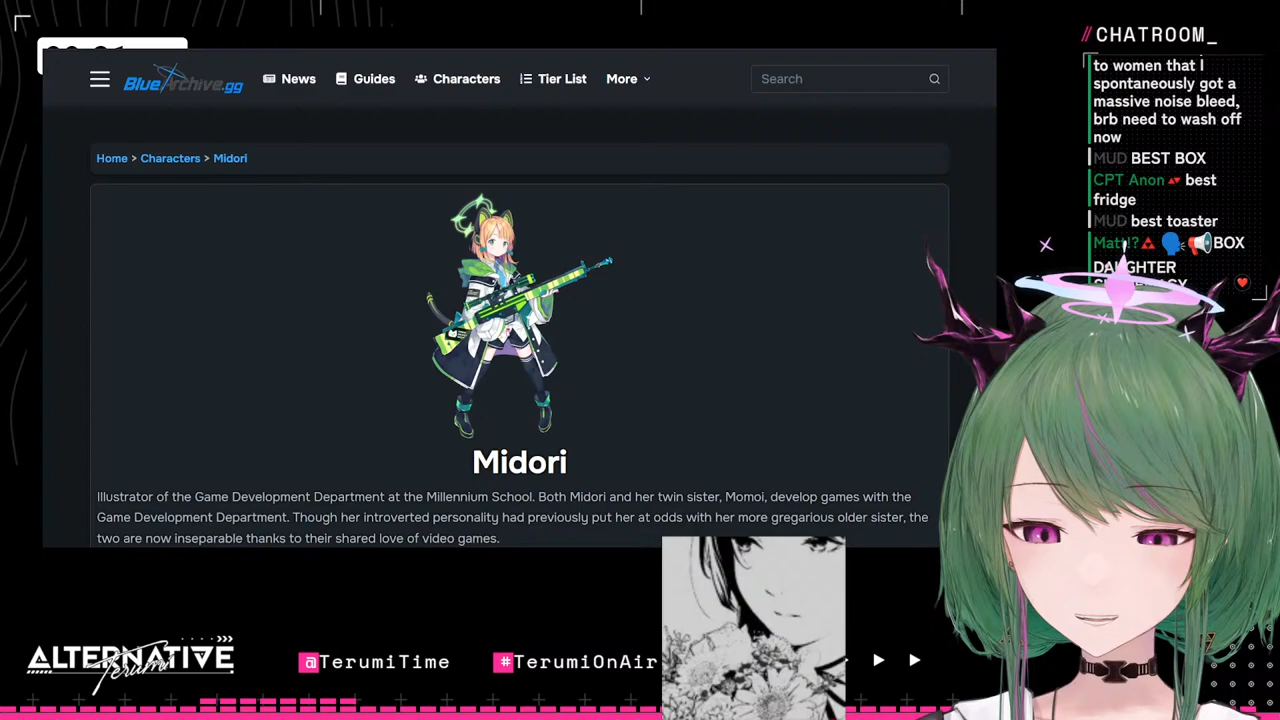 BlueArchive.gg
News
Guides
Characters
Tier List
More
Search
Home > Characters > Midori
Midori
Illustrator of the Game Development Department at the Millennium School. Both Midori and her twin sister, Momoi, develop games with the
Game Development Department. Though her introverted personality had previously put her at odds with her more gregarious older sister, the
two are now inseparable thanks to their shared love of video games.
//CHATROOM_
to women that I
spontaneously got a
massive noise bleed,
brb need to wash off
now
MUD BEST BOX
CPT Anon best
fridge
MUD best toaster
Matt!? BOX
DAUGHTER
ALTERNATIVE
Terumi
@TerumiTime
#TerumiOnAir